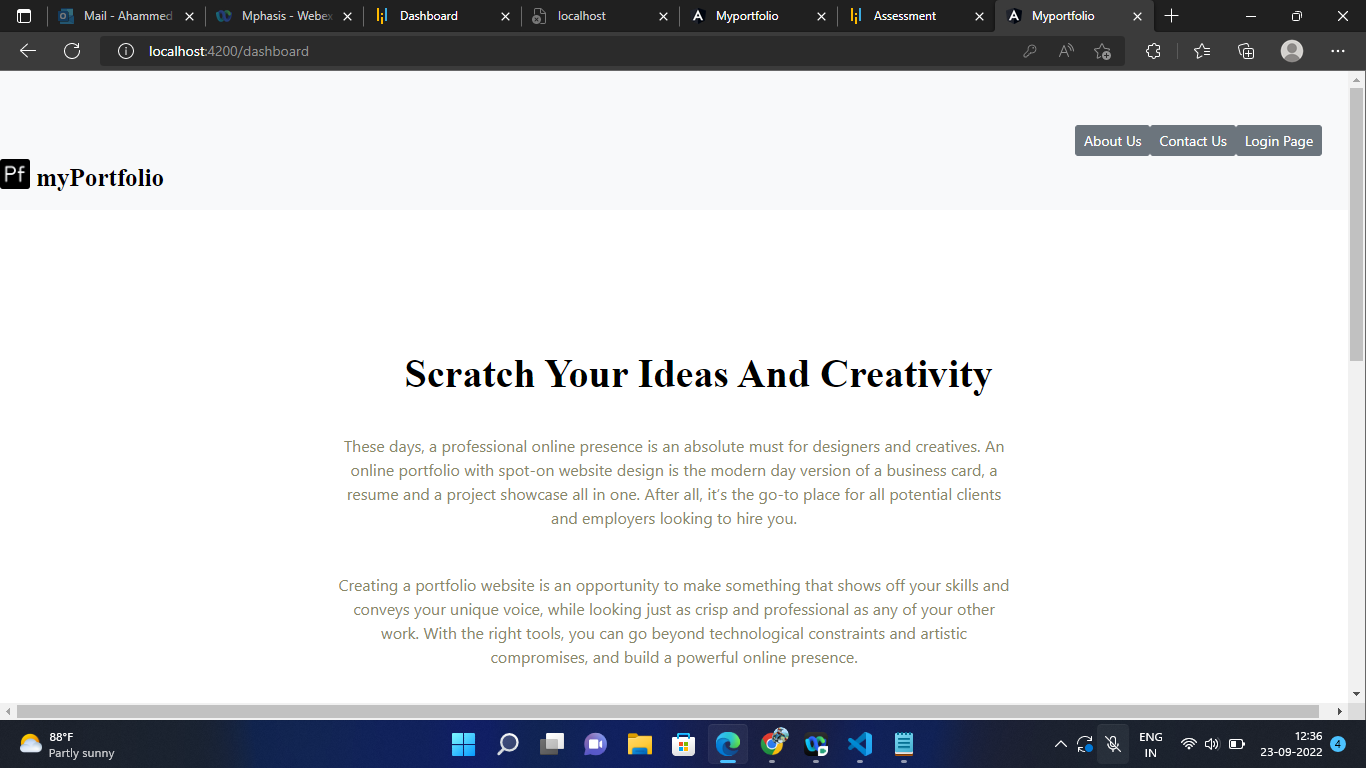 Mail - Ahammed
Mphasis - Webex
Dashboard
localhost
Myportfolio
Assessment
Myportfolio
localhost:4200/dashboard
About Us Contact Us Login Page
Pf myPortfolio
Scratch Your Ideas And Creativity
These days, a professional online presence is an absolute must for designers and creatives. An
online portfolio with spot-on website design is the modern day version of a business card, a
resume and a project showcase all in one. After all, it’s the go-to place for all potential clients
and employers looking to hire you.
Creating a portfolio website is an opportunity to make something that shows off your skills and
conveys your unique voice, while looking just as crisp and professional as any of your other
work. With the right tools, you can go beyond technological constraints and artistic
compromises, and build a powerful online presence.
88°F
Partly sunny
ENG
IN
12:36
23-09-2022
4